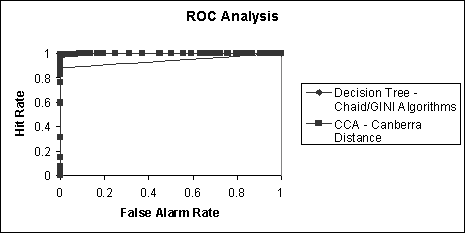 ROC Analysis
Hit Rate
1
0.8
0.6
0.4
0.2
0
0 0.2 0.4 0.6 0.8 1
False Alarm Rate
Decision Tree -
Chaid/GINI Algorithms
CCA - Canberra
Distance